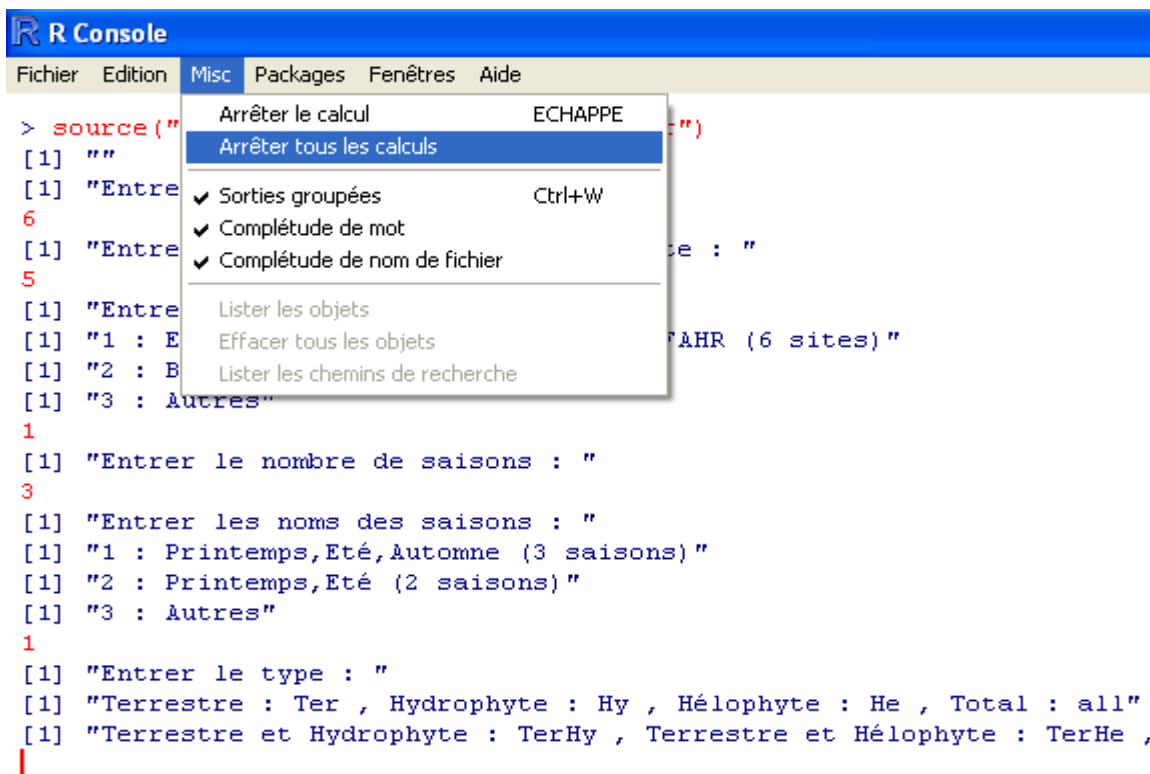 R Console
Fichier Edition Misc Packages Fenêtres Aide
Arrêter le calcul ECHAPPE
Arrêter tous les calculs
Sorties groupées Ctrl+W
Complétude de mot
Complétude de nom de fichier
Lister les objets
Effacer tous les objets
Lister les chemins de recherche
> source(" ")
[1] ""
[1] "Entre
6
[1] "Entre te : "
5
[1] "Entre
[1] "1 : E FAHR (6 sites)"
[1] "2 : B
[1] "3 : Autres"
1
[1] "Entrer le nombre de saisons : "
3
[1] "Entrer les noms des saisons : "
[1] "1 : Printemps,Eté,Automne (3 saisons)"
[1] "2 : Printemps,Eté (2 saisons)"
[1] "3 : Autres"
1
[1] "Entrer le type : "
[1] "Terrestre : Ter , Hydrophyte : Hy , Hélophyte : He , Total : all"
[1] "Terrestre et Hydrophyte : TerHy , Terrestre et Hélophyte : TerHe ,